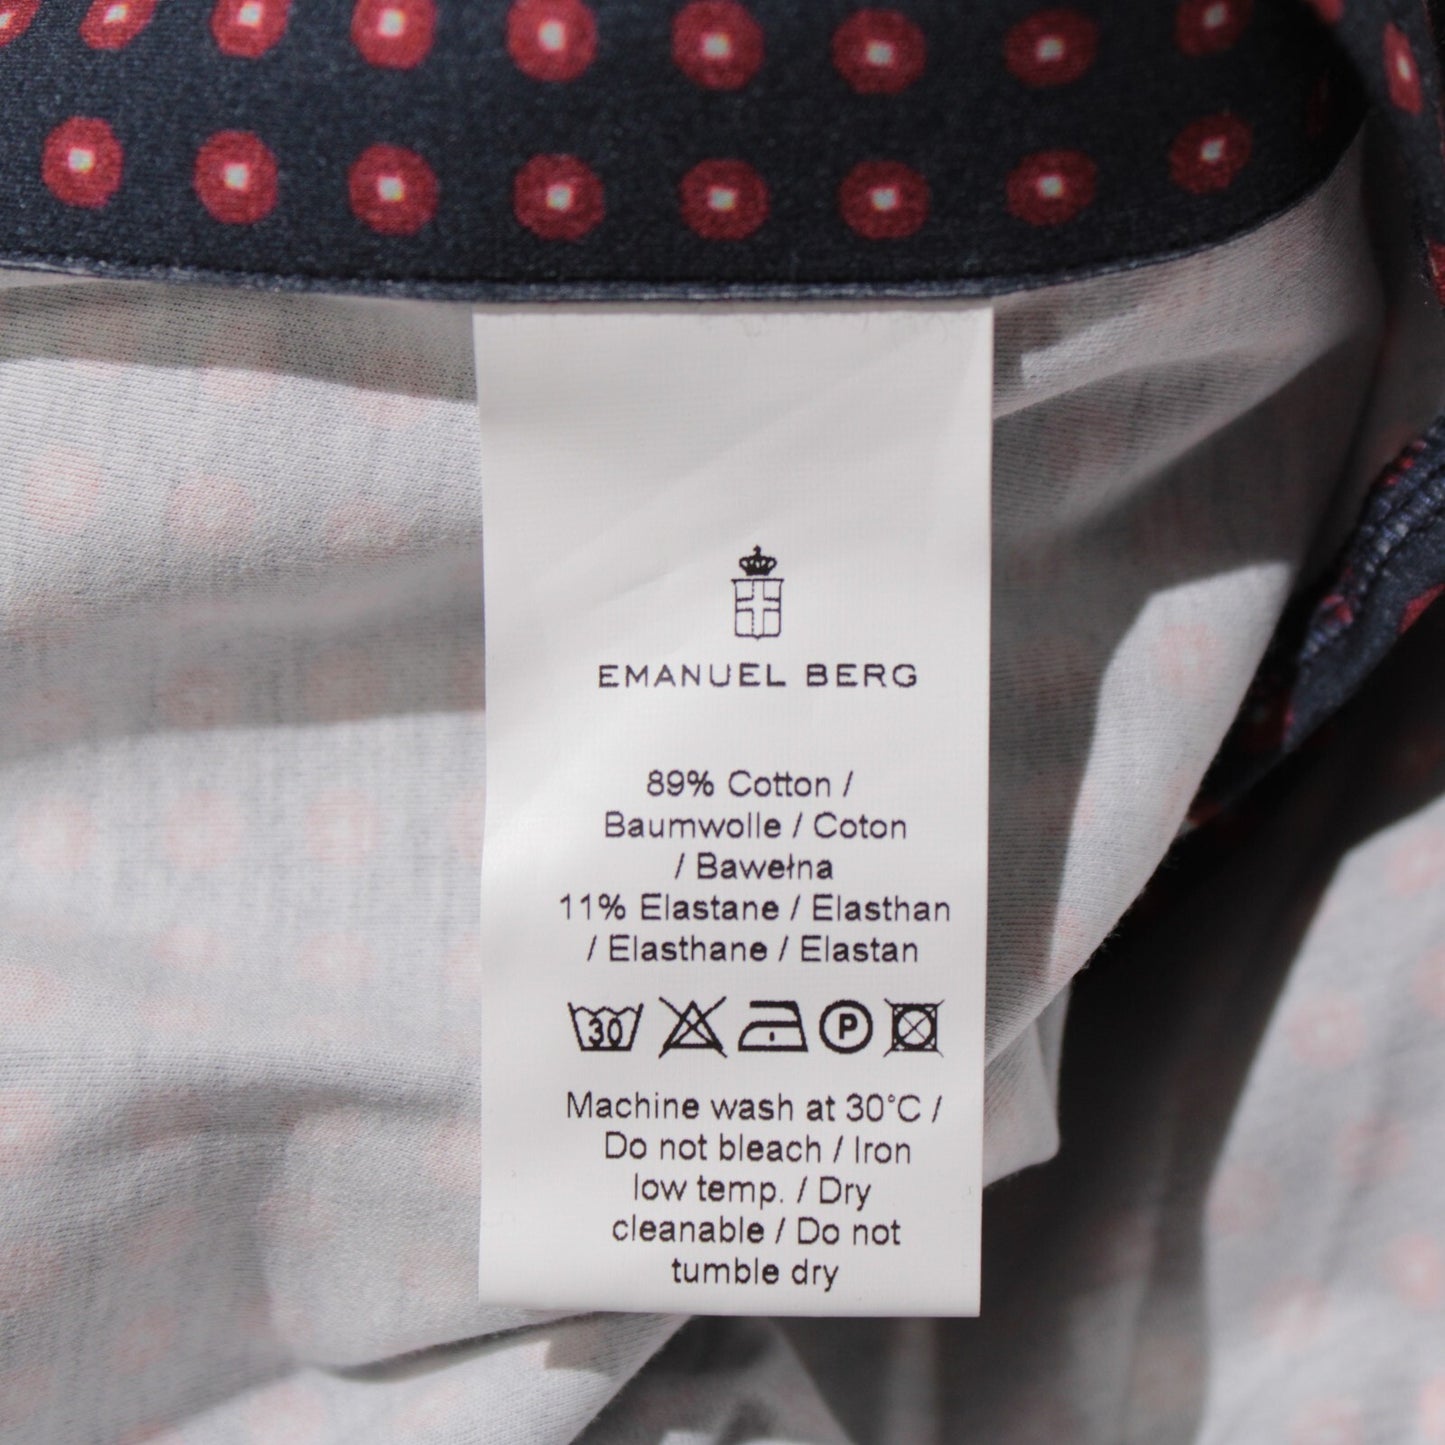 EMANUEL BERG
89% Cotton /
Baumwolle / Coton
/ Bawełna
11% Elastane / Elasthan
/ Elasthane / Elastan
30 P
Machine wash at 30°C /
Do not bleach / Iron
low temp. / Dry
cleanable / Do not
tumble dry